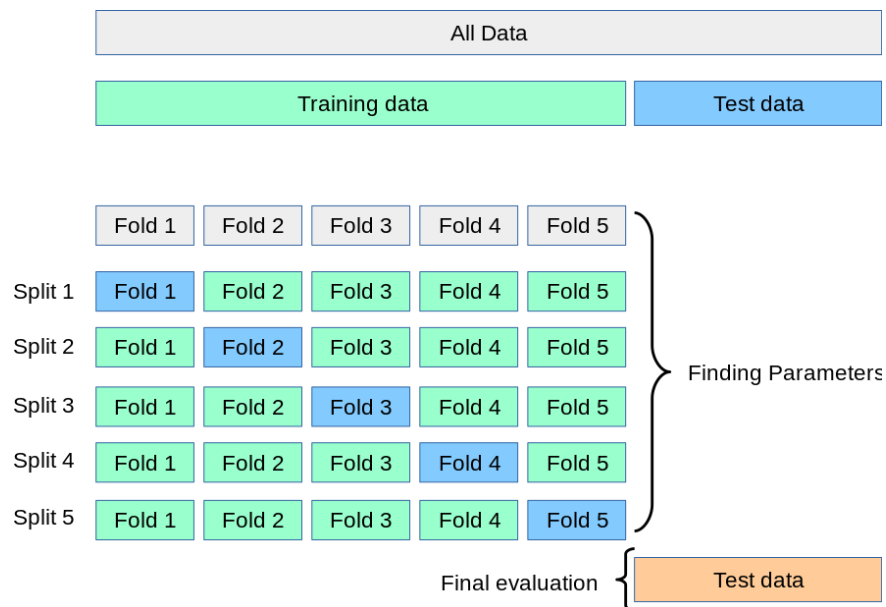 All Data
Training data Test data
Fold 1 Fold 2 Fold 3 Fold 4 Fold 5
Split 1 Fold 1 Fold 2 Fold 3 Fold 4 Fold 5
Split 2 Fold 1 Fold 2 Fold 3 Fold 4 Fold 5
Finding Parameters
Split 3 Fold 1 Fold 2 Fold 3 Fold 4 Fold 5
Split 4 Fold 1 Fold 2 Fold 3 Fold 4 Fold 5
Split 5 Fold 1 Fold 2 Fold 3 Fold 4 Fold 5
Final evaluation Test data